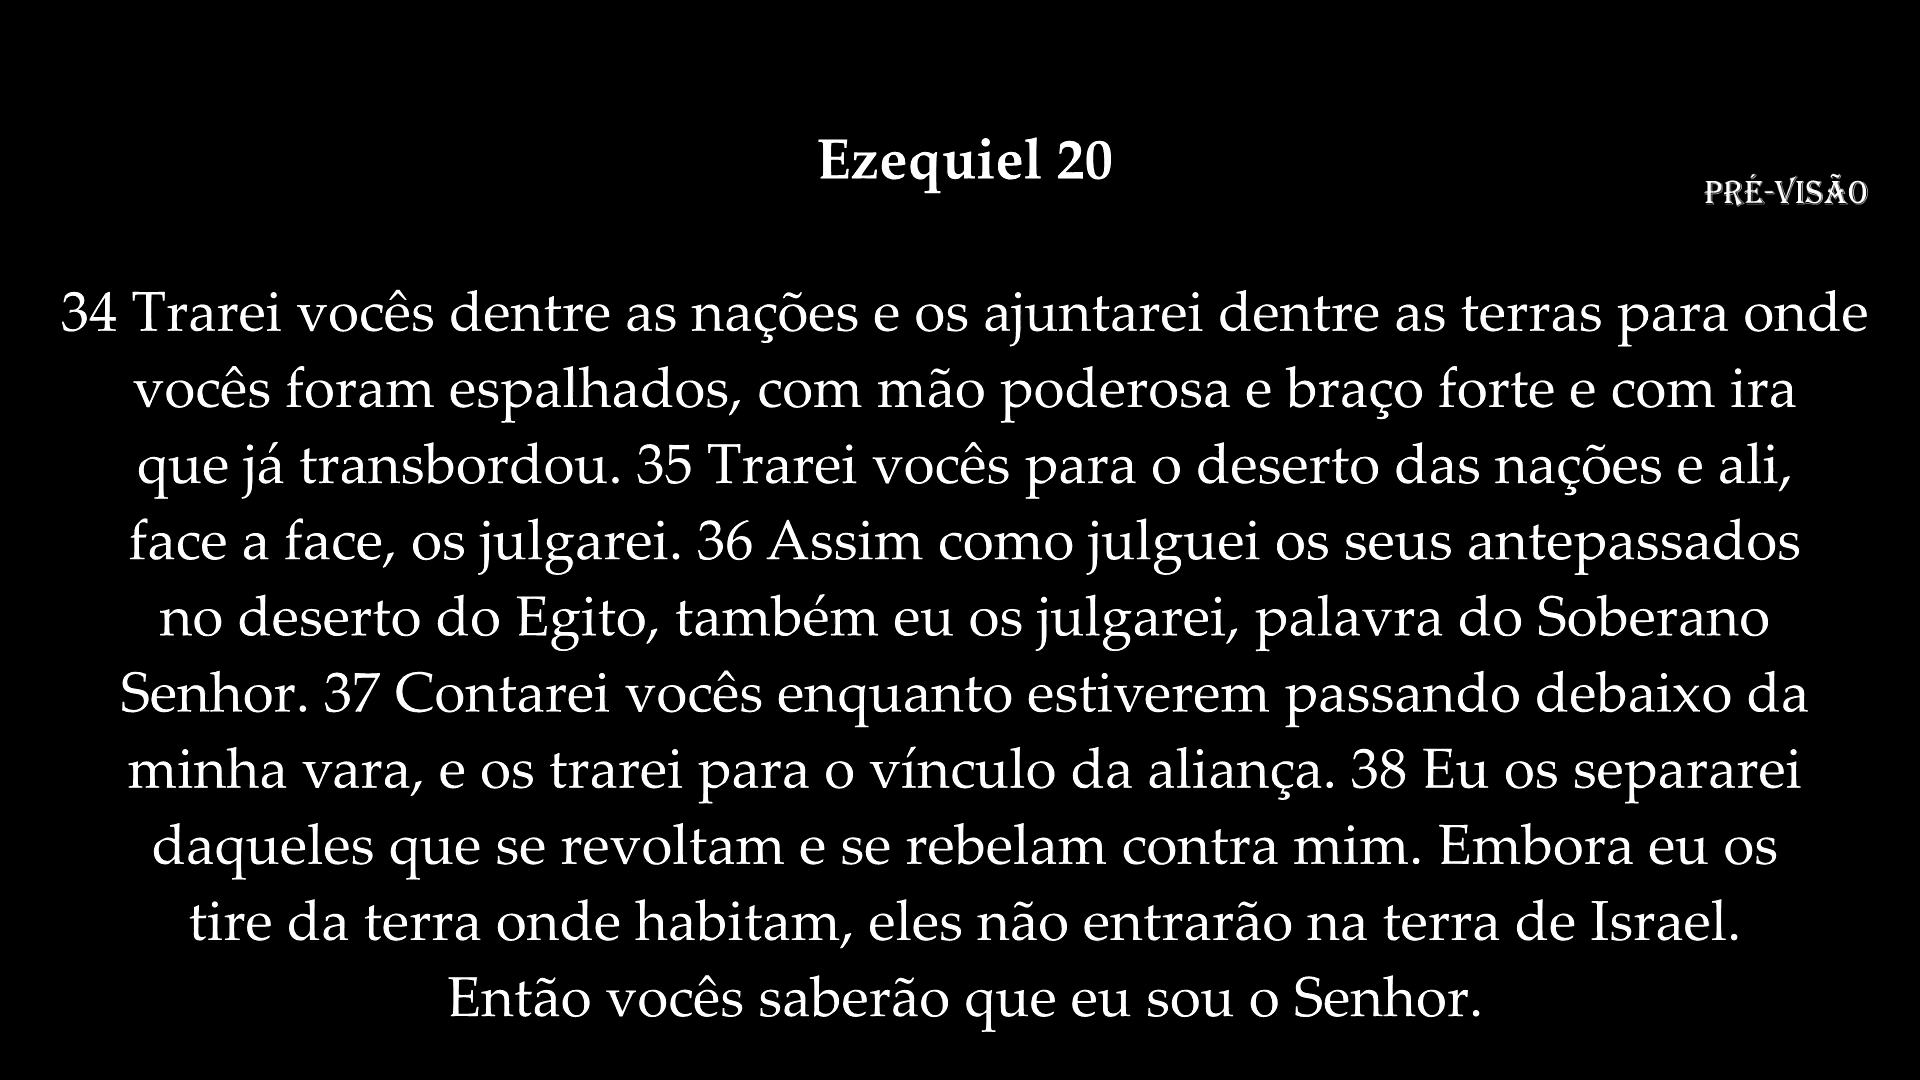 Ezequiel 20
PRÉ-VISÃO
34 Trarei vocês dentre as nações e os ajuntarei dentre as terras para onde
vocês foram espalhados, com mão poderosa e braço forte e com ira
que já transbordou. 35 Trarei vocês para o deserto das nações e ali,
face a face, os julgarei. 36 Assim como julguei os seus antepassados
no deserto do Egito, também eu os julgarei, palavra do Soberano
Senhor. 37 Contarei vocês enquanto estiverem passando debaixo da
minha vara, e os trarei para o vínculo da aliança. 38 Eu os separarei
daqueles que se revoltam e se rebelam contra mim. Embora eu os
tire da terra onde habitam, eles não entrarão na terra de Israel.
Então vocês saberão que eu sou o Senhor.